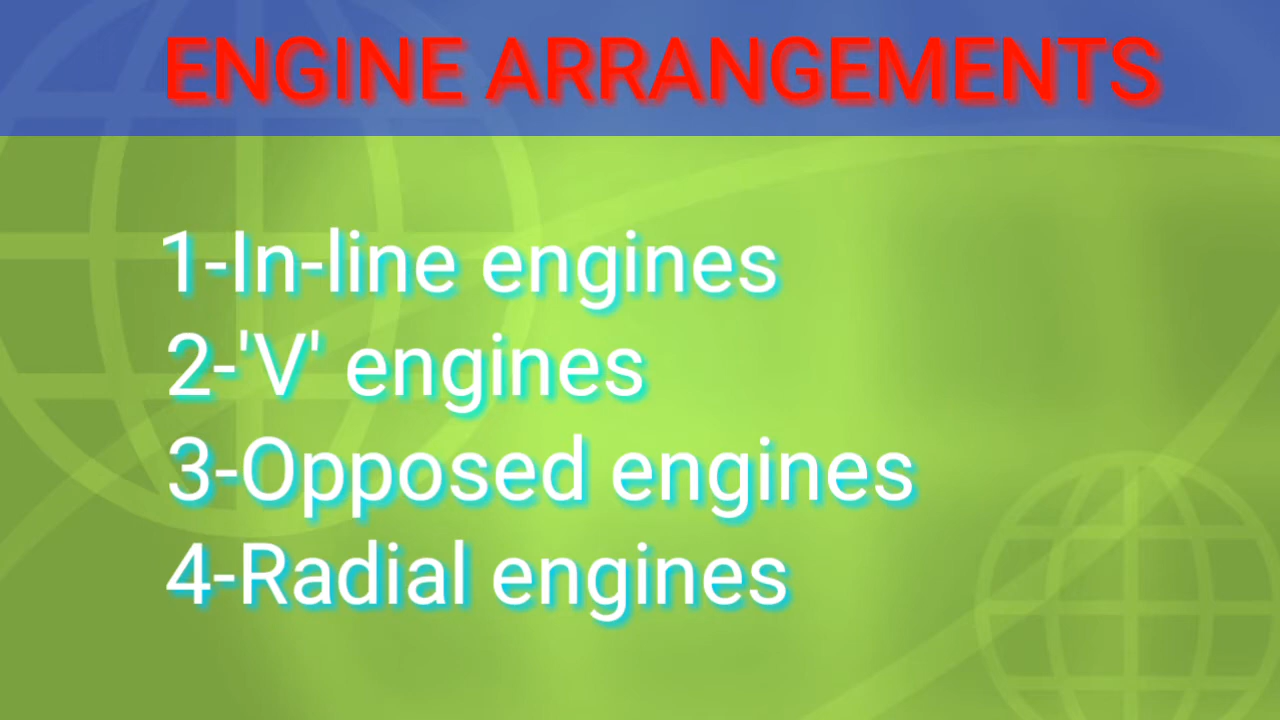 ENGINE ARRANGEMENTS
1-In-line engines
2-'V' engines
3-Opposed engines
4-Radial engines